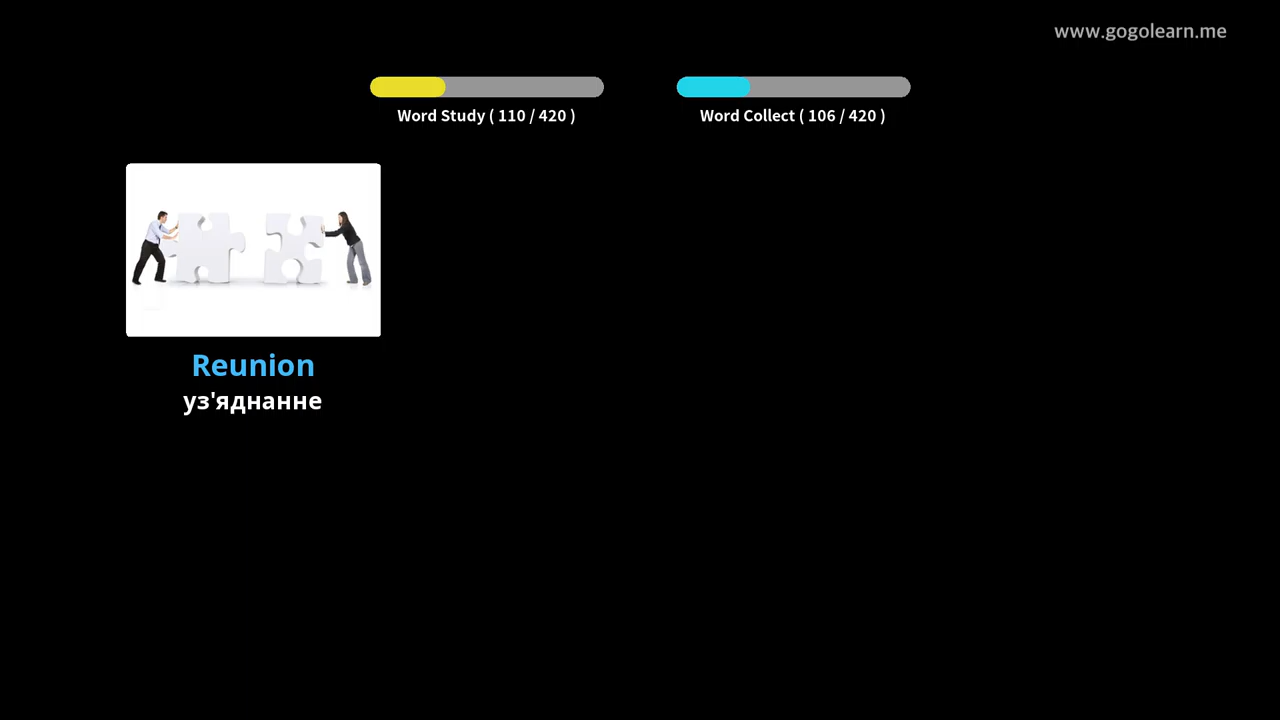 www.gogolearn.me
Word Study ( 110 / 420 )
Word Collect ( 106 / 420 )
Reunion
уз'яднанне